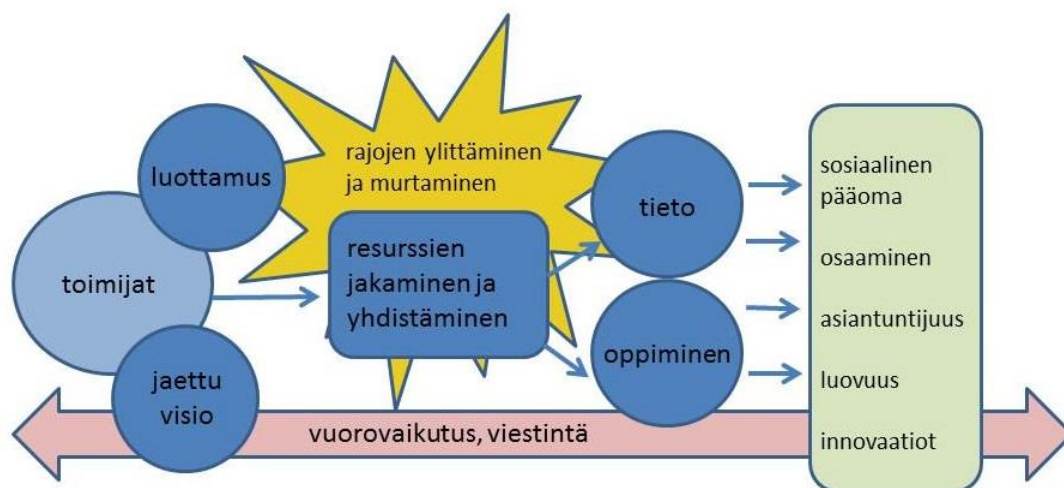 luottamus
toimijat
jaettu
visio
rajojen ylittäminen
ja murtaminen
resurssien
jakaminen ja
yhdistäminen
tieto
oppiminen
sosiaalinen
pääoma
osaaminen
asiantuntijuus
luovuus
innovaatiot
vuorovaikutus, viestintä